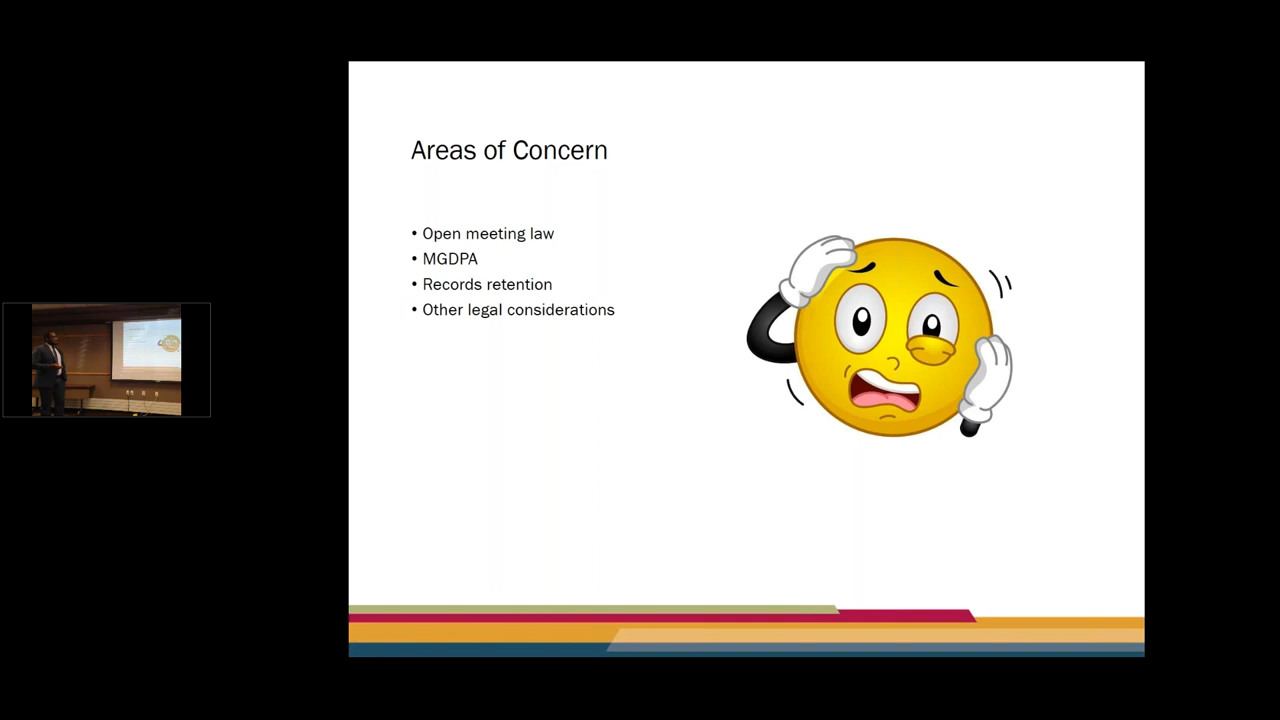 Areas of Concern
• Open meeting law
• MGDPA
• Records retention
• Other legal considerations